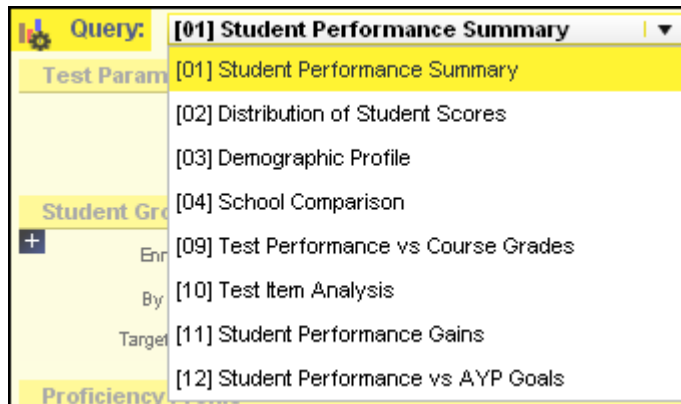 Query: [01] Student Performance Summary
Test Param
[01] Student Performance Summary
[02] Distribution of Student Scores
[03] Demographic Profile
[04] School Comparison
Student Gro
[09] Test Performance vs Course Grades
Enr
[10] Test Item Analysis
By
[11] Student Performance Gains
Target
[12] Student Performance vs AYP Goals
Proficiency